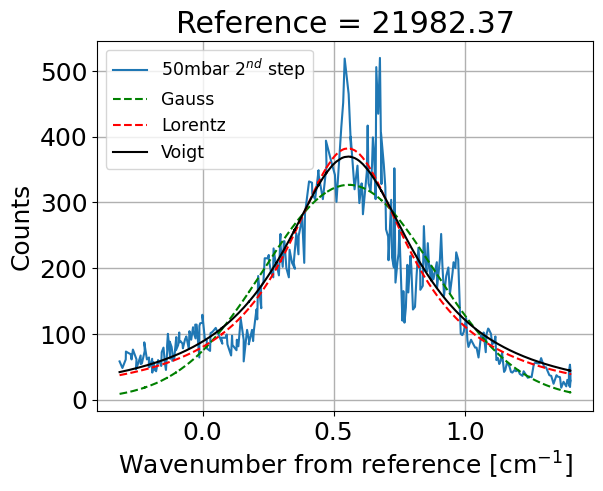 Reference = 21982.37
50mbar 2ⁿᵈ step
Gauss
Lorentz
Voigt
Counts
500
400
300
200
100
0
0.0 0.5 1.0
Wavenumber from reference [cm⁻¹]